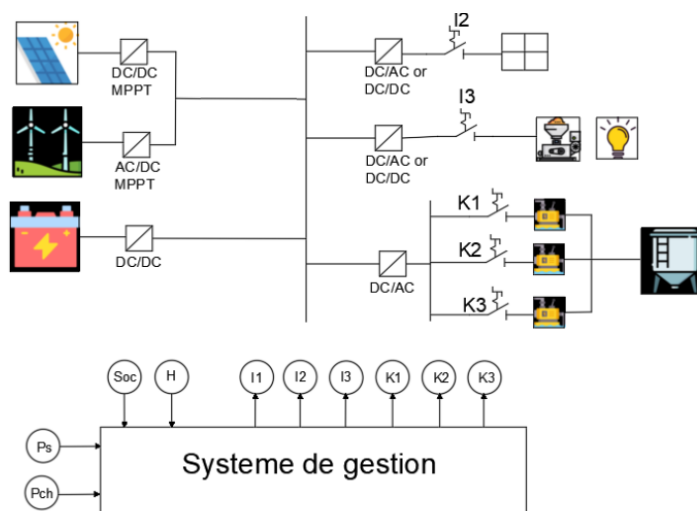 DC/DC
MPPT
AC/DC
MPPT
DC/DC
DC/AC or
DC/DC
I2
DC/AC or
DC/DC
I3
DC/AC
K1
K2
K3
Soc
H
I1
I2
I3
K1
K2
K3
Ps
Pch
Systeme de gestion